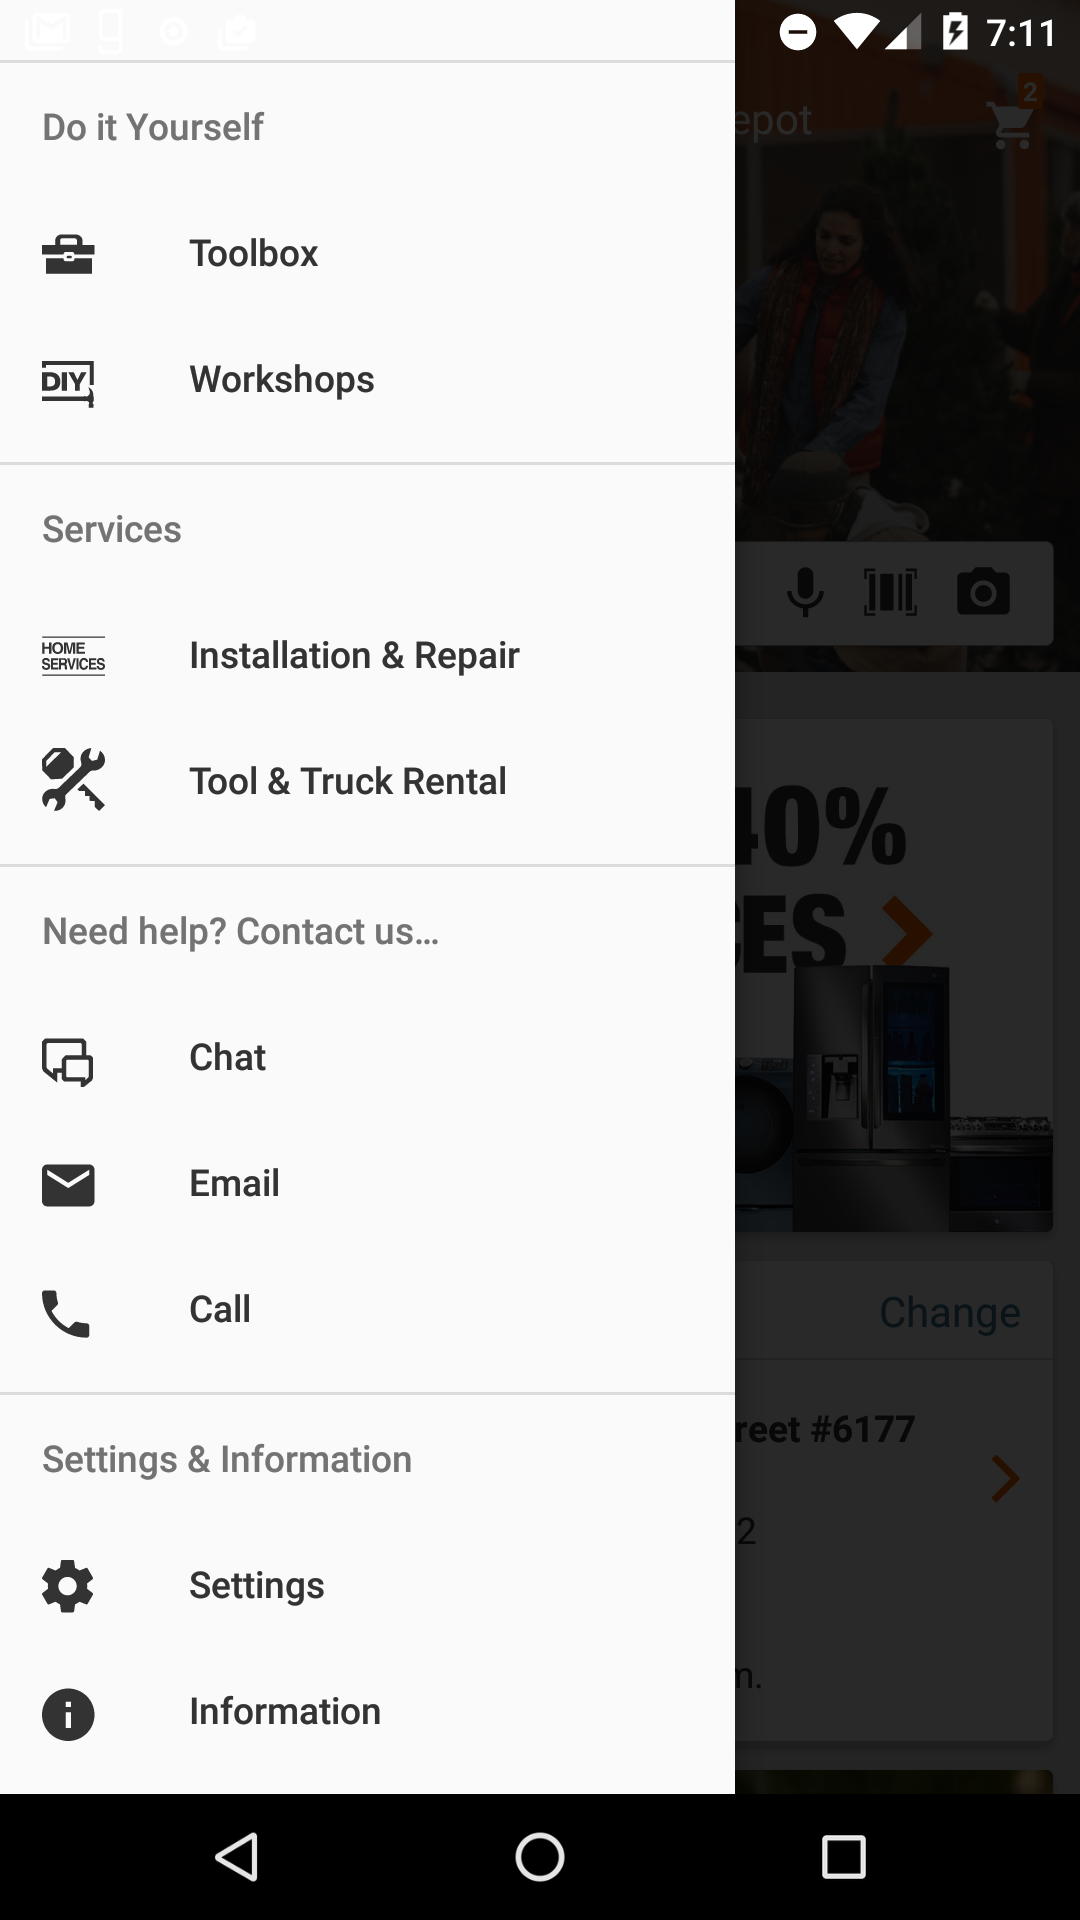 7:11
epot
2
Do it Yourself
Toolbox
DIY
Workshops
Services
HOME
SERVICES
Installation & Repair
Tool & Truck Rental
40%
CES
Need help? Contact us...
Chat
Email
Call
Change
reet #6177
2
Settings & Information
Settings
m.
Information